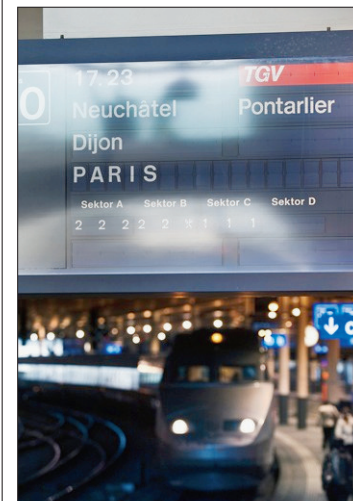 17.23 TGV
0 Neuchâtel Pontarlier
Dijon
PARIS
Sektor A Sektor B Sektor C Sektor D
2 2 2 2 2 X 1 1 1